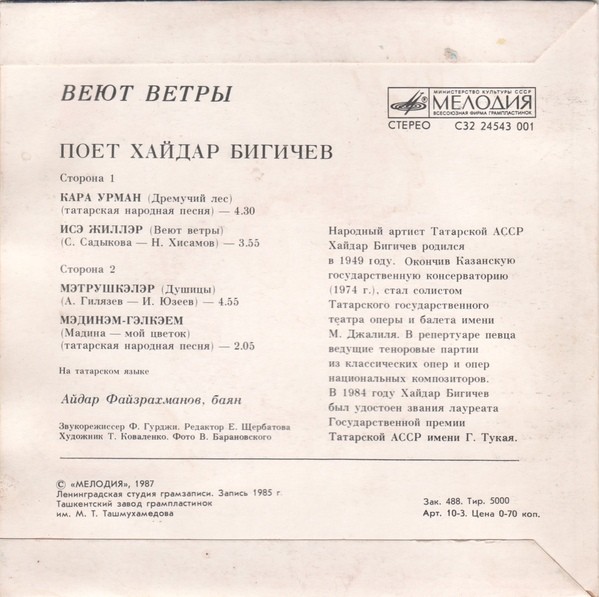 ВЕЮТ ВЕТРЫ
МИНИСТЕРСТВО КУЛЬТУРЫ СССР
МЕЛОДИЯ
ВСЕСОЮЗНАЯ ФИРМА ГРАМПЛАСТИНОК
СТЕРЕО С32 24543 001
ПОЕТ ХАЙДАР БИГИЧЕВ
Сторона 1
КАРА УРМАН (Дремучий лес)
(татарская народная песня) — 4.30
ИСЭ ЖИЛЛЭР (Веют ветры)
(С. Садыкова — Н. Хисамов) — 3.55
Сторона 2
МЭТРУШКЭЛЭР (Душицы)
(А. Гилязев — И. Юзеев) — 4.55
МЭДИНЭМ-ГЭЛКЭЕМ
(Мадина — мой цветок)
(татарская народная песня) — 2.05
На татарском языке
Айдар Файзрахманов, баян
Звукорежиссер Ф. Гурджи. Редактор Е. Щербатова
Художник Т. Коваленко. Фото В. Барановского
Народный артист Татарской АССР
Хайдар Бигичев родился
в 1949 году. Окончив Казанскую
государственную консерваторию
(1974 г.), стал солистом
Татарского государственного
театра оперы и балета имени
М. Джалиля. В репертуаре певца
ведущие теноровые партии
из классических опер и опер
национальных композиторов.
В 1984 году Хайдар Бигичев
был удостоен звания лауреата
Государственной премии
Татарской АССР имени Г. Тукая.
© «МЕЛОДИЯ», 1987
Ленинградская студия грамзаписи. Запись 1985 г.
Ташкентский завод грампластинок
им. М. Т. Ташмухамедова
Зак. 488. Тир. 5000
Арт. 10-3. Цена 0-70 коп.